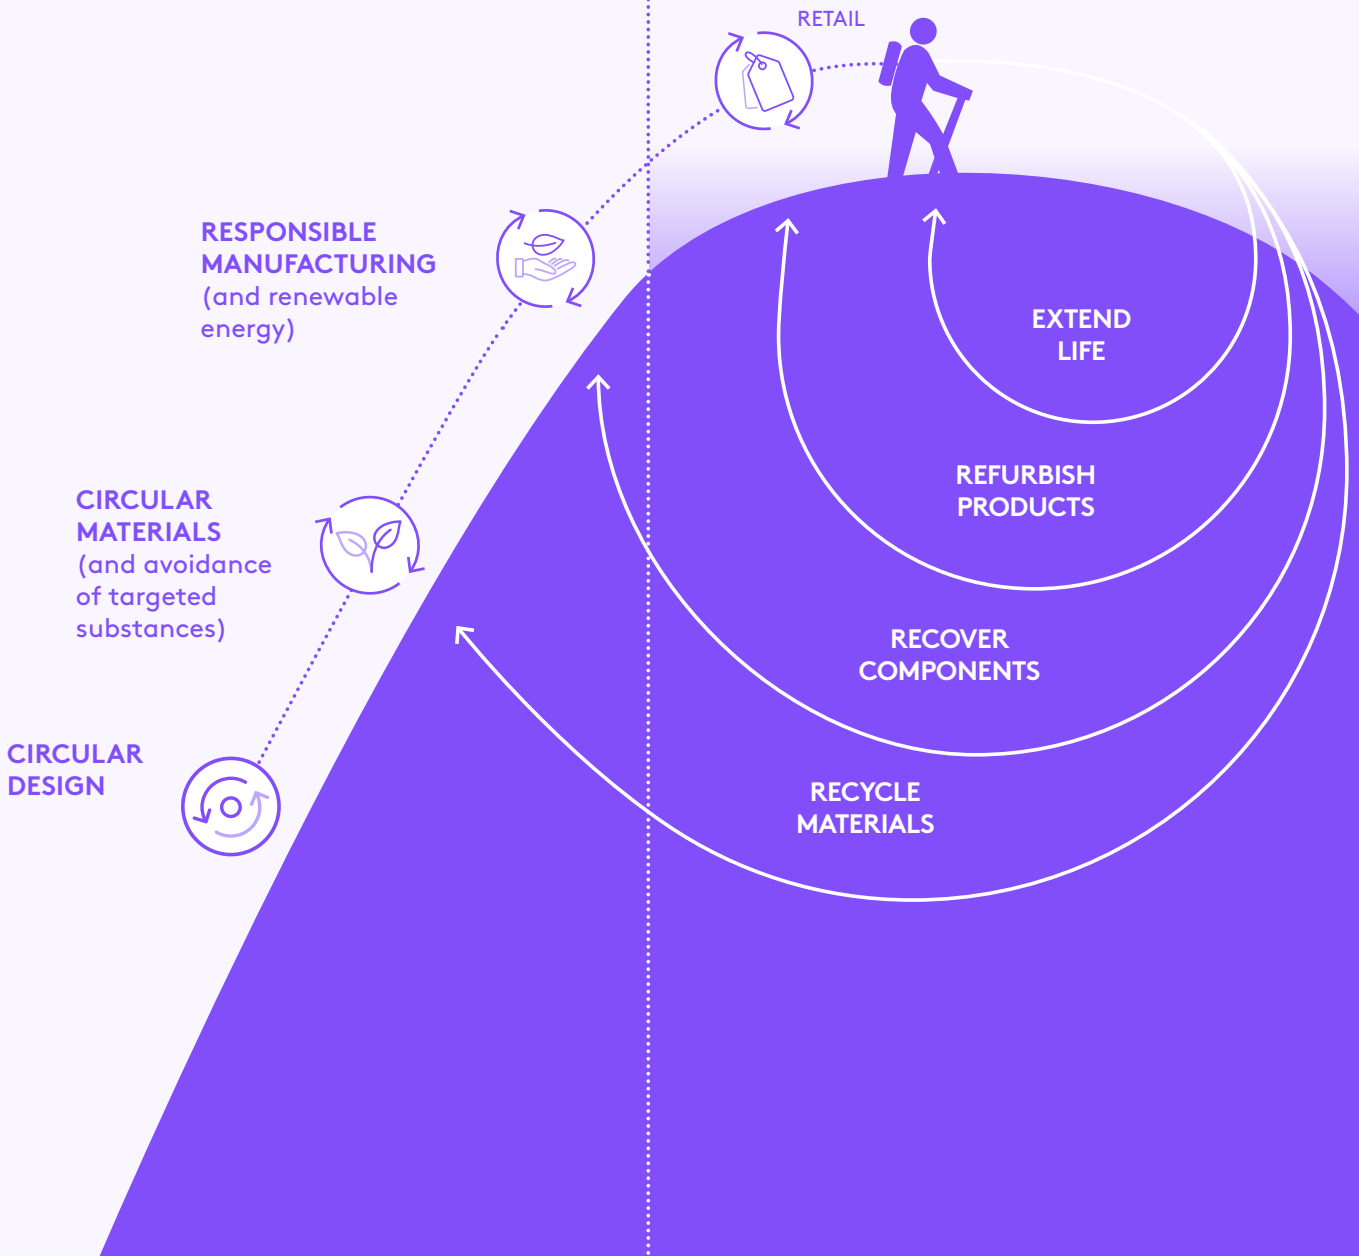 RETAIL
RESPONSIBLE
MANUFACTURING
(and renewable
energy)
EXTEND
LIFE
REFURBISH
PRODUCTS
CIRCULAR
MATERIALS
(and avoidance
of targeted
substances)
RECOVER
COMPONENTS
CIRCULAR
DESIGN
RECYCLE
MATERIALS